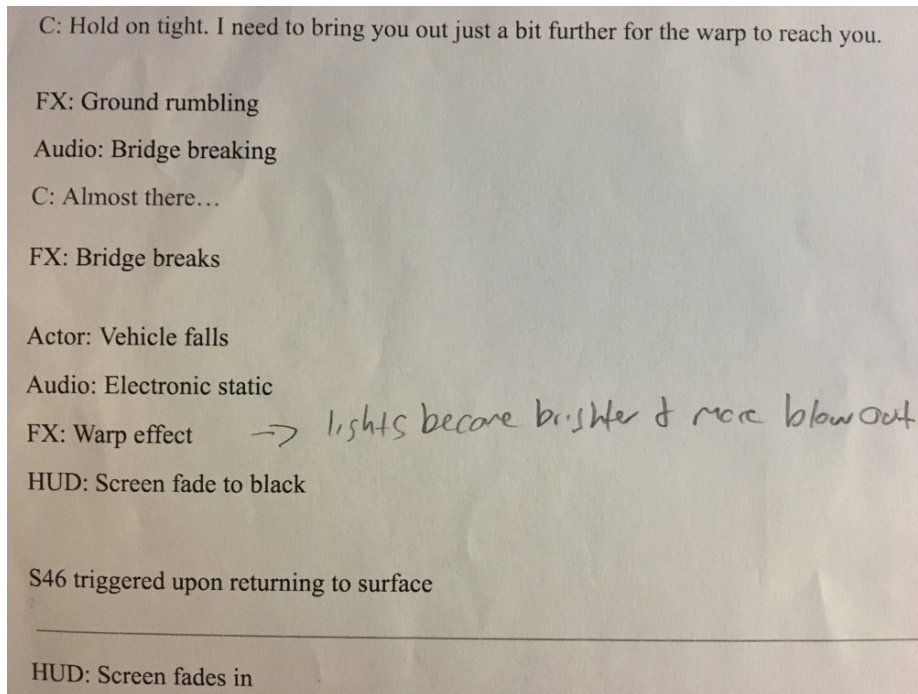 C: Hold on tight. I need to bring you out just a bit further for the warp to reach you.
FX: Ground rumbling
Audio: Bridge breaking
C: Almost there…
FX: Bridge breaks
Actor: Vehicle falls
Audio: Electronic static
FX: Warp effect → lights become brighter & more blow out
HUD: Screen fade to black
S46 triggered upon returning to surface
HUD: Screen fades in